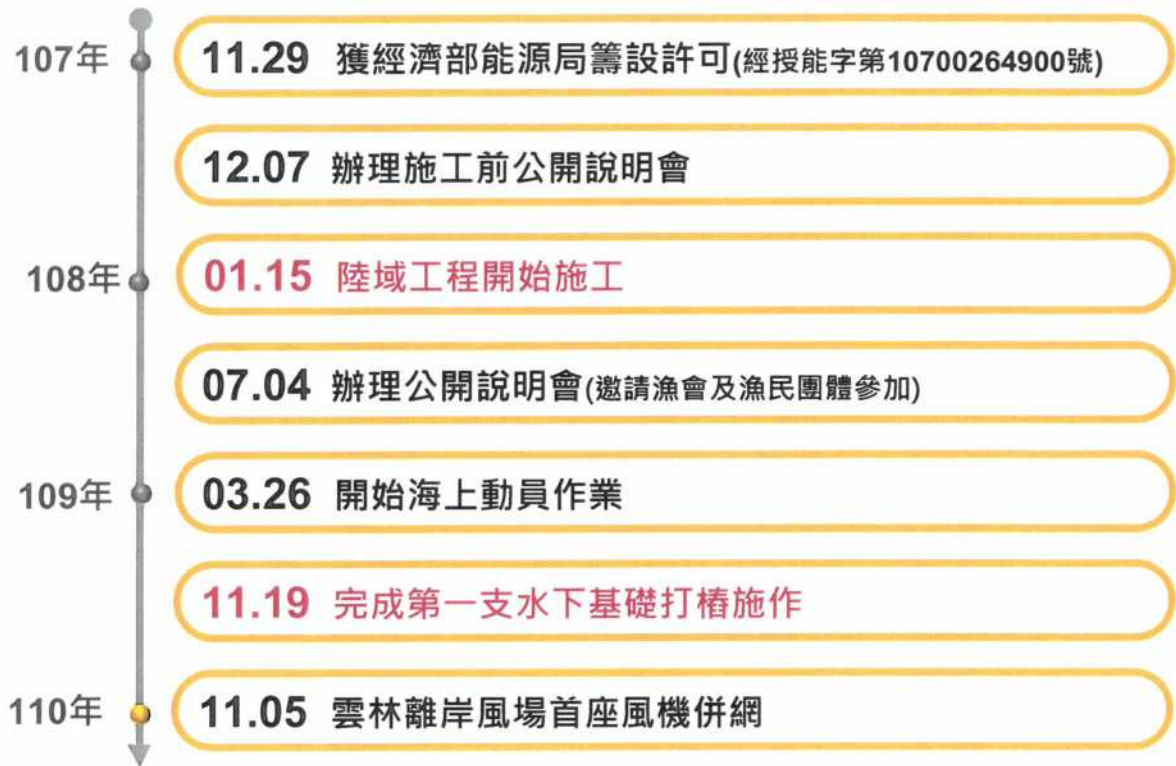 107年
11.29 獲經濟部能源局籌設許可(經授能字第10700264900號)
12.07 辦理施工前公開說明會
108年
01.15 陸域工程開始施工
07.04 辦理公開說明會(邀請漁會及漁民團體參加)
109年
03.26 開始海上動員作業
11.19 完成第一支水下基礎打樁施作
110年
11.05 雲林離岸風場首座風機併網